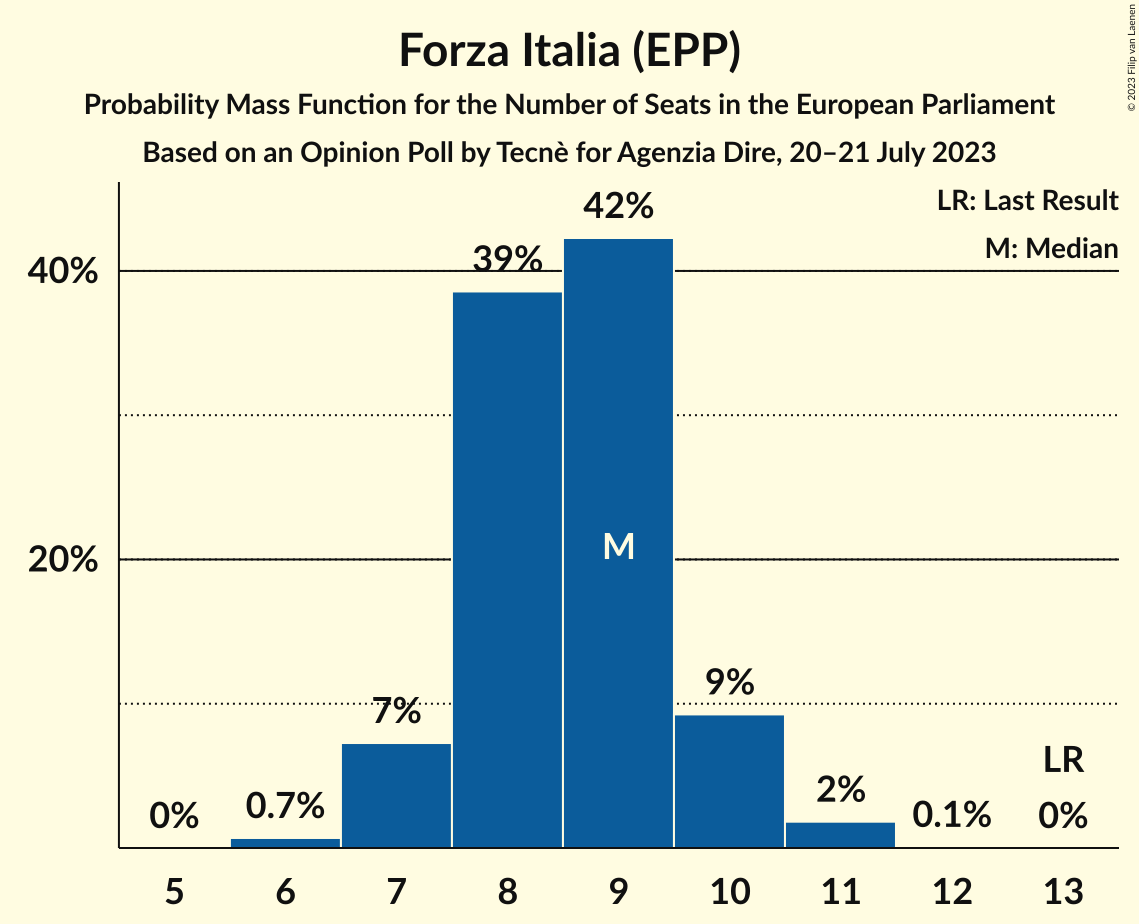 Forza Italia (EPP)
Probability Mass Function for the Number of Seats in the European Parliament
Based on an Opinion Poll by Tecnè for Agenzia Dire, 20–21 July 2023
© 2023 Filip van Laenen
LR: Last Result
M: Median
40%
20%
0%
0.7%
7%
39%
42%
M
9%
2%
0.1%
LR
0%
5 6 7 8 9 10 11 12 13